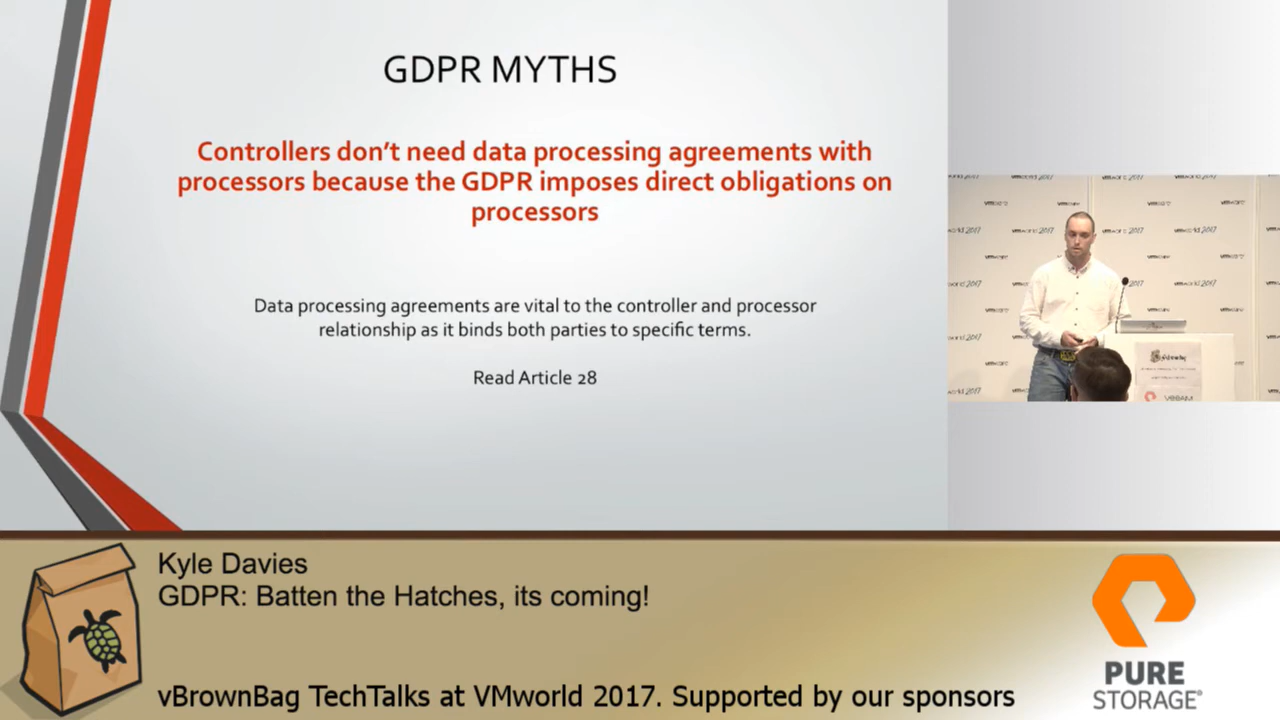 GDPR MYTHS
Controllers don't need data processing agreements with
processors because the GDPR imposes direct obligations on
processors
Data processing agreements are vital to the controller and processor
relationship as it binds both parties to specific terms.
Read Article 28
Kyle Davies
GDPR: Batten the Hatches, its coming!
vBrownBag TechTalks at VMworld 2017. Supported by our sponsors
PURE
STORAGE®